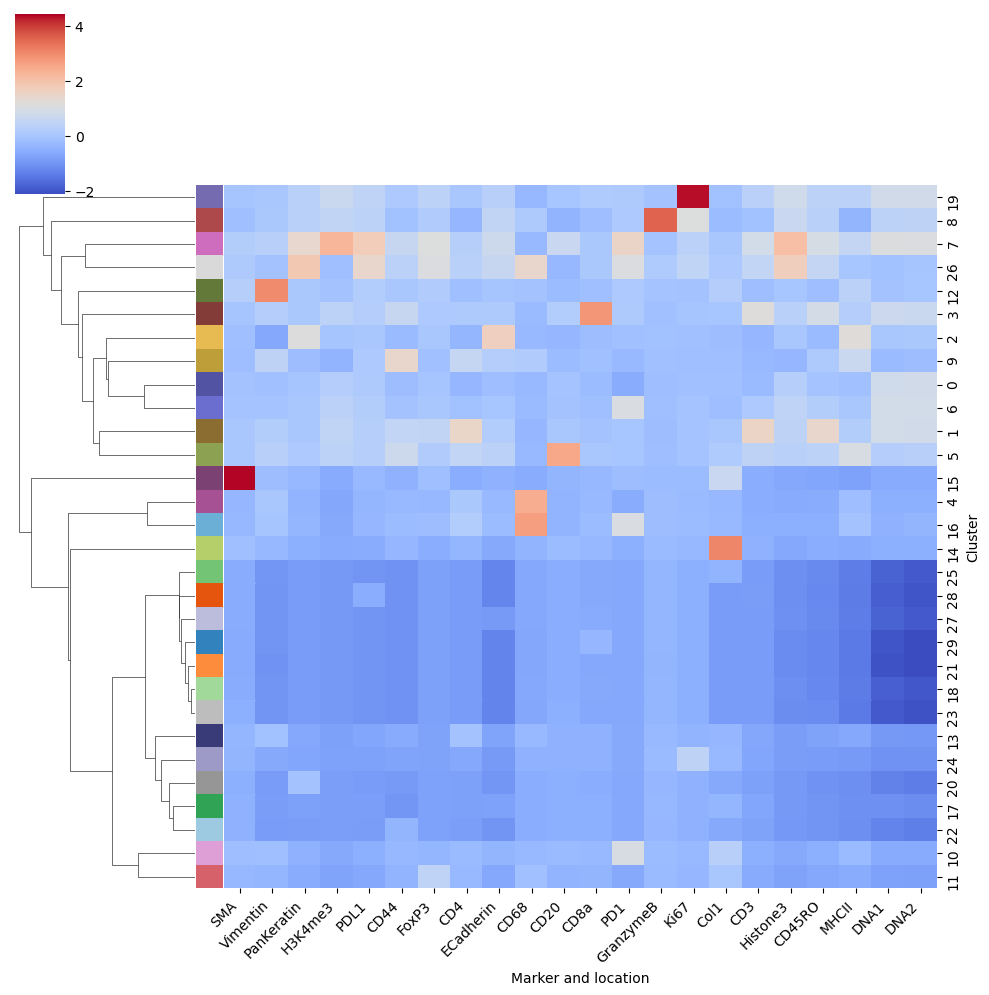 4
2
0
−2
19
8
7
26
12
3
2
9
0
6
1
5
15
4
16
14
25
28
27
29
21
18
23
13
24
20
17
22
10
11
Cluster
SMA
Vimentin
PanKeratin
H3K4me3
PDL1
CD44
FoxP3
CD4
ECadherin
CD68
CD20
CD8a
PD1
GranzymeB
Ki67
Col1
CD3
Histone3
CD45RO
MHCII
DNA1
DNA2
Marker and location